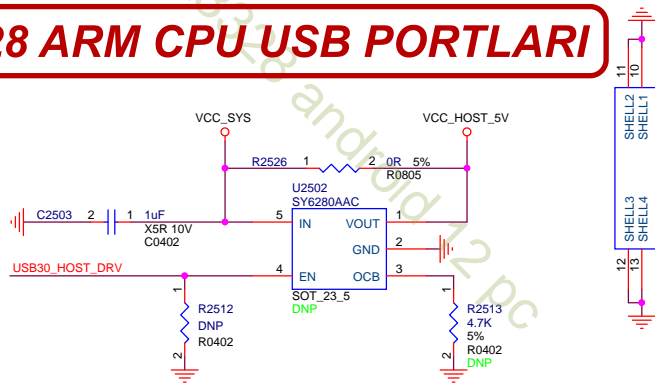 28 ARM CPU USB PORTLARI
3328 android 12 pc
VCC_SYS
VCC_HOST_5V
R2526 1 2 0R 5%
R0805
U2502
SY6280AAC
C2503 2 1 1uF
X5R 10V
C0402
5 IN VOUT 1
GND 2
USB30_HOST_DRV
4 EN OCB 3
SOT_23_5
DNP
1
R2512
DNP
R0402
2
1
R2513
4.7K
5%
R0402
DNP
2
11 10
SHELL2
SHELL1
SHELL3
SHELL4
12 13